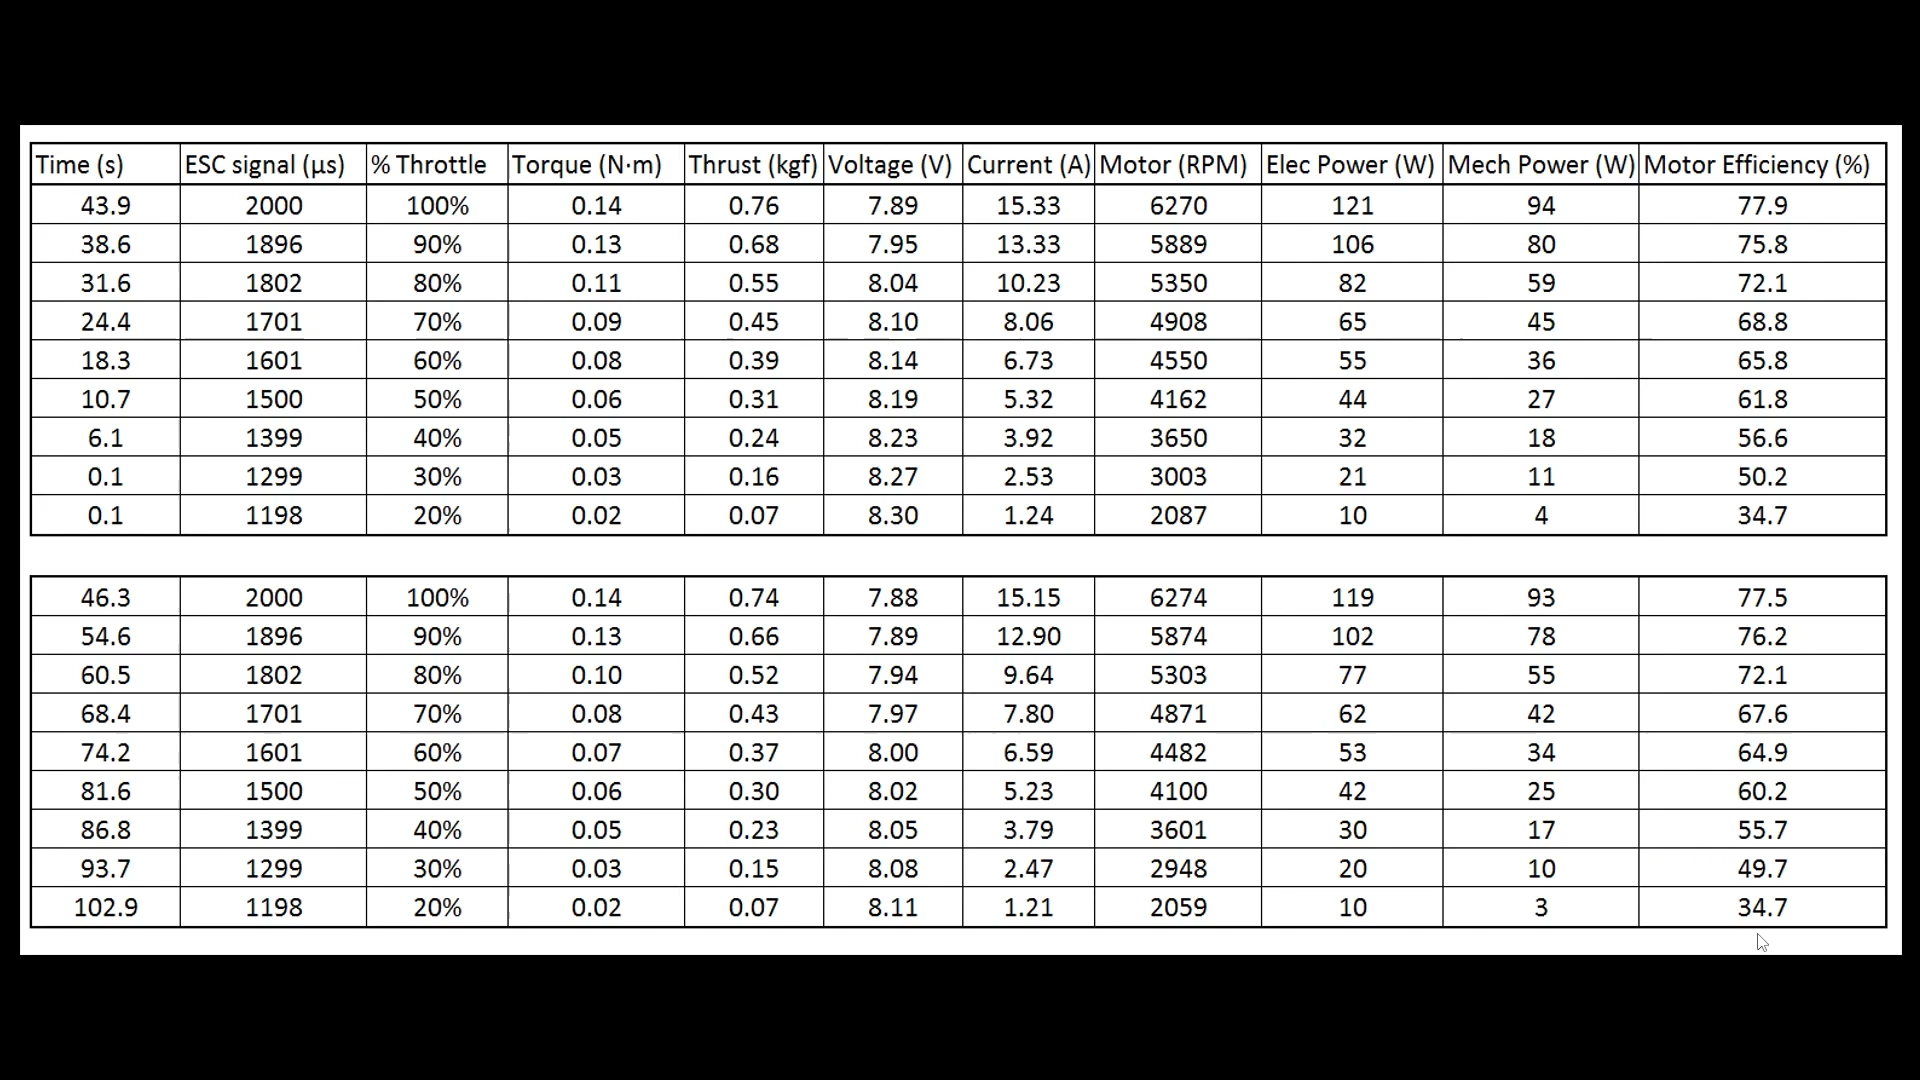 Time (s) ESC signal (µs) % Throttle Torque (N·m) Thrust (kgf) Voltage (V) Current (A) Motor (RPM) Elec Power (W) Mech Power (W) Motor Efficiency (%)
43.9 2000 100% 0.14 0.76 7.89 15.33 6270 121 94 77.9
38.6 1896 90% 0.13 0.68 7.95 13.33 5889 106 80 75.8
31.6 1802 80% 0.11 0.55 8.04 10.23 5350 82 59 72.1
24.4 1701 70% 0.09 0.45 8.10 8.06 4908 65 45 68.8
18.3 1601 60% 0.08 0.39 8.14 6.73 4550 55 36 65.8
10.7 1500 50% 0.06 0.31 8.19 5.32 4162 44 27 61.8
6.1 1399 40% 0.05 0.24 8.23 3.92 3650 32 18 56.6
0.1 1299 30% 0.03 0.16 8.27 2.53 3003 21 11 50.2
0.1 1198 20% 0.02 0.07 8.30 1.24 2087 10 4 34.7
46.3 2000 100% 0.14 0.74 7.88 15.15 6274 119 93 77.5
54.6 1896 90% 0.13 0.66 7.89 12.90 5874 102 78 76.2
60.5 1802 80% 0.10 0.52 7.94 9.64 5303 77 55 72.1
68.4 1701 70% 0.08 0.43 7.97 7.80 4871 62 42 67.6
74.2 1601 60% 0.07 0.37 8.00 6.59 4482 53 34 64.9
81.6 1500 50% 0.06 0.30 8.02 5.23 4100 42 25 60.2
86.8 1399 40% 0.05 0.23 8.05 3.79 3601 30 17 55.7
93.7 1299 30% 0.03 0.15 8.08 2.47 2948 20 10 49.7
102.9 1198 20% 0.02 0.07 8.11 1.21 2059 10 3 34.7